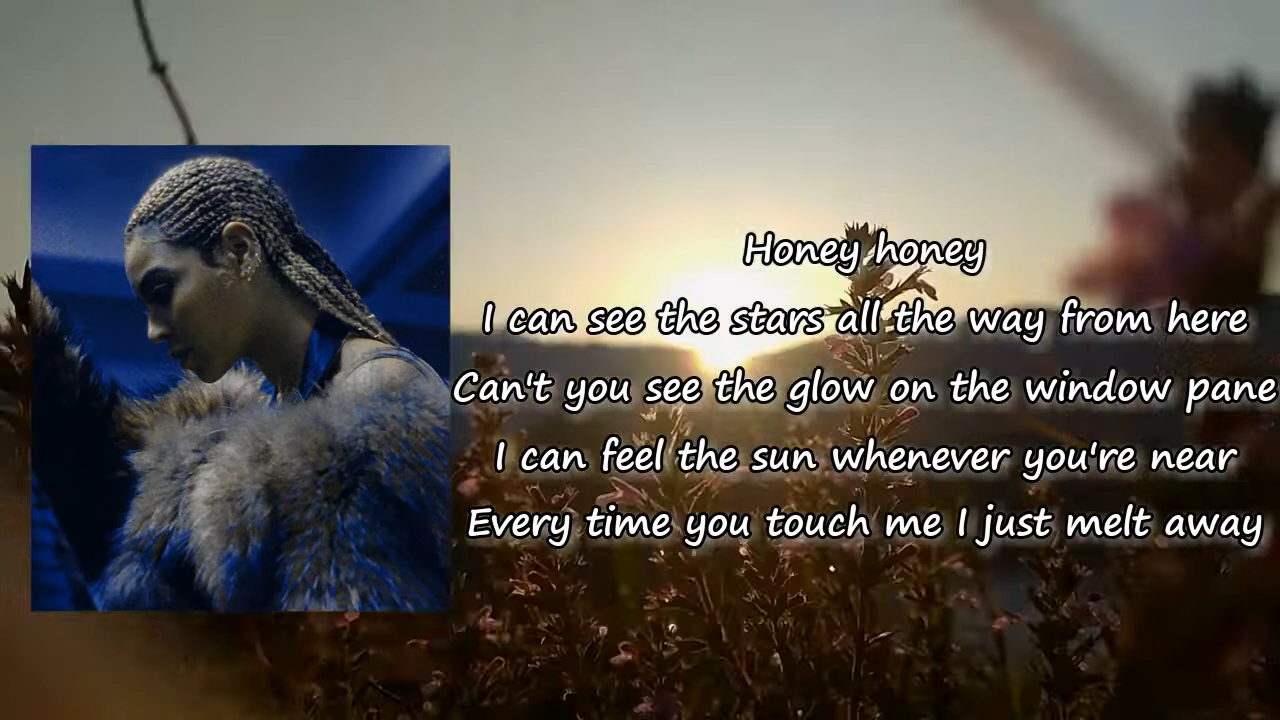 Honey honey
I can see the stars all the way from here
Can't you see the glow on the window pane
I can feel the sun whenever you're near
Every time you touch me I just melt away